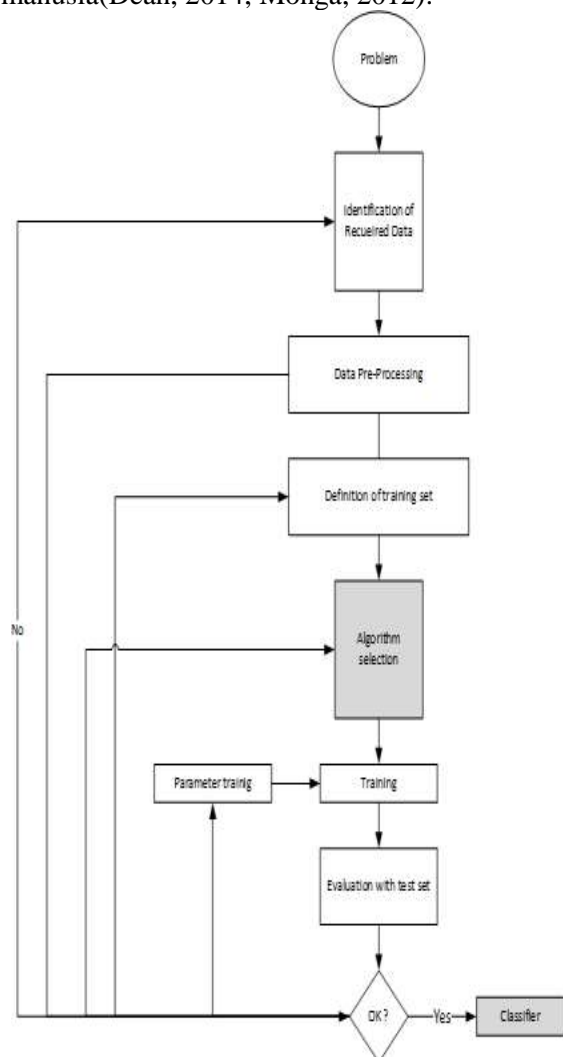 manusia(Dean, 2014; Monga, 2012).
Problem
Identification of
Recueired Data
Data Pre-Processing
Definition of training set
No
Algorithm
selection
Parameter trainig
Training
Evaluation with test set
OK?
Yes
Classifier